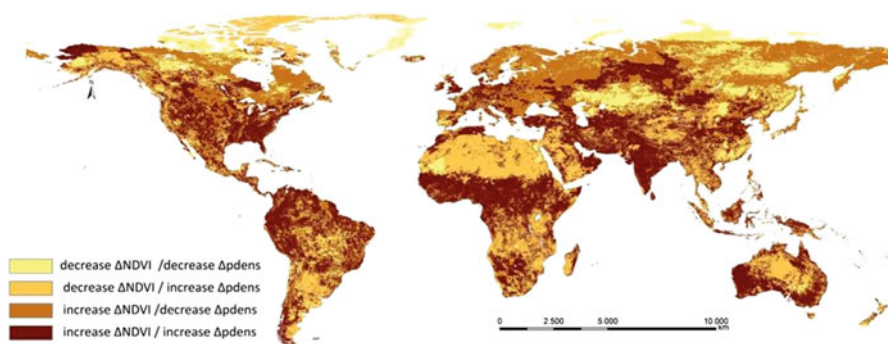 decrease ΔNDVI /decrease Δpdens
decrease ΔNDVI / increase Δpdens
increase ΔNDVI /decrease Δpdens
increase ΔNDVI / increase Δpdens
0 2 500 5 000 10 000
km